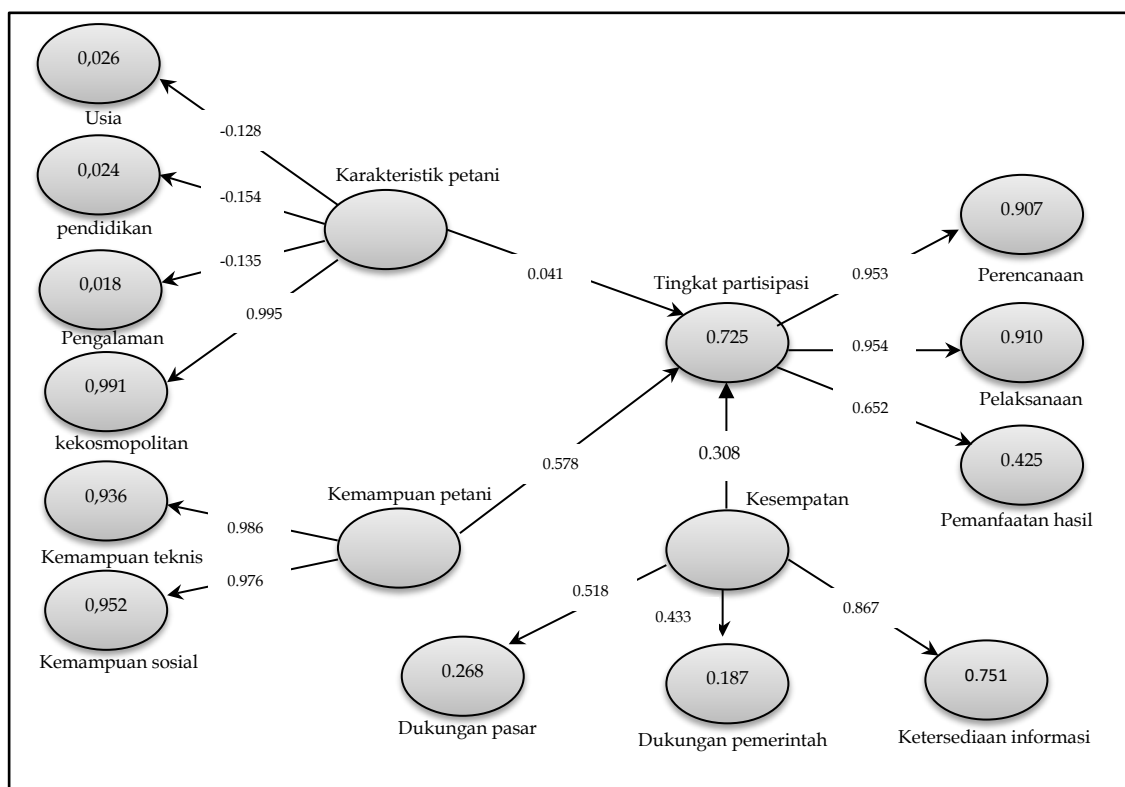 0,026
Usia
-0.128
0,024
pendidikan
-0.154
Karakteristik petani
0,018
Pengalaman
-0.135
0.995
0,991
kekosmopolitan
0.041
Tingkat partisipasi
0.725
0.953
0.907
Perencanaan
0.954
0.910
Pelaksanaan
0.652
0.425
Pemanfaatan hasil
0,936
Kemampuan teknis
0.986
Kemampuan petani
0.578
0.308
Kesempatan
0.976
0,952
Kemampuan sosial
0.518
0.433
0.867
0.268
Dukungan pasar
0.187
Dukungan pemerintah
0.751
Ketersediaan informasi